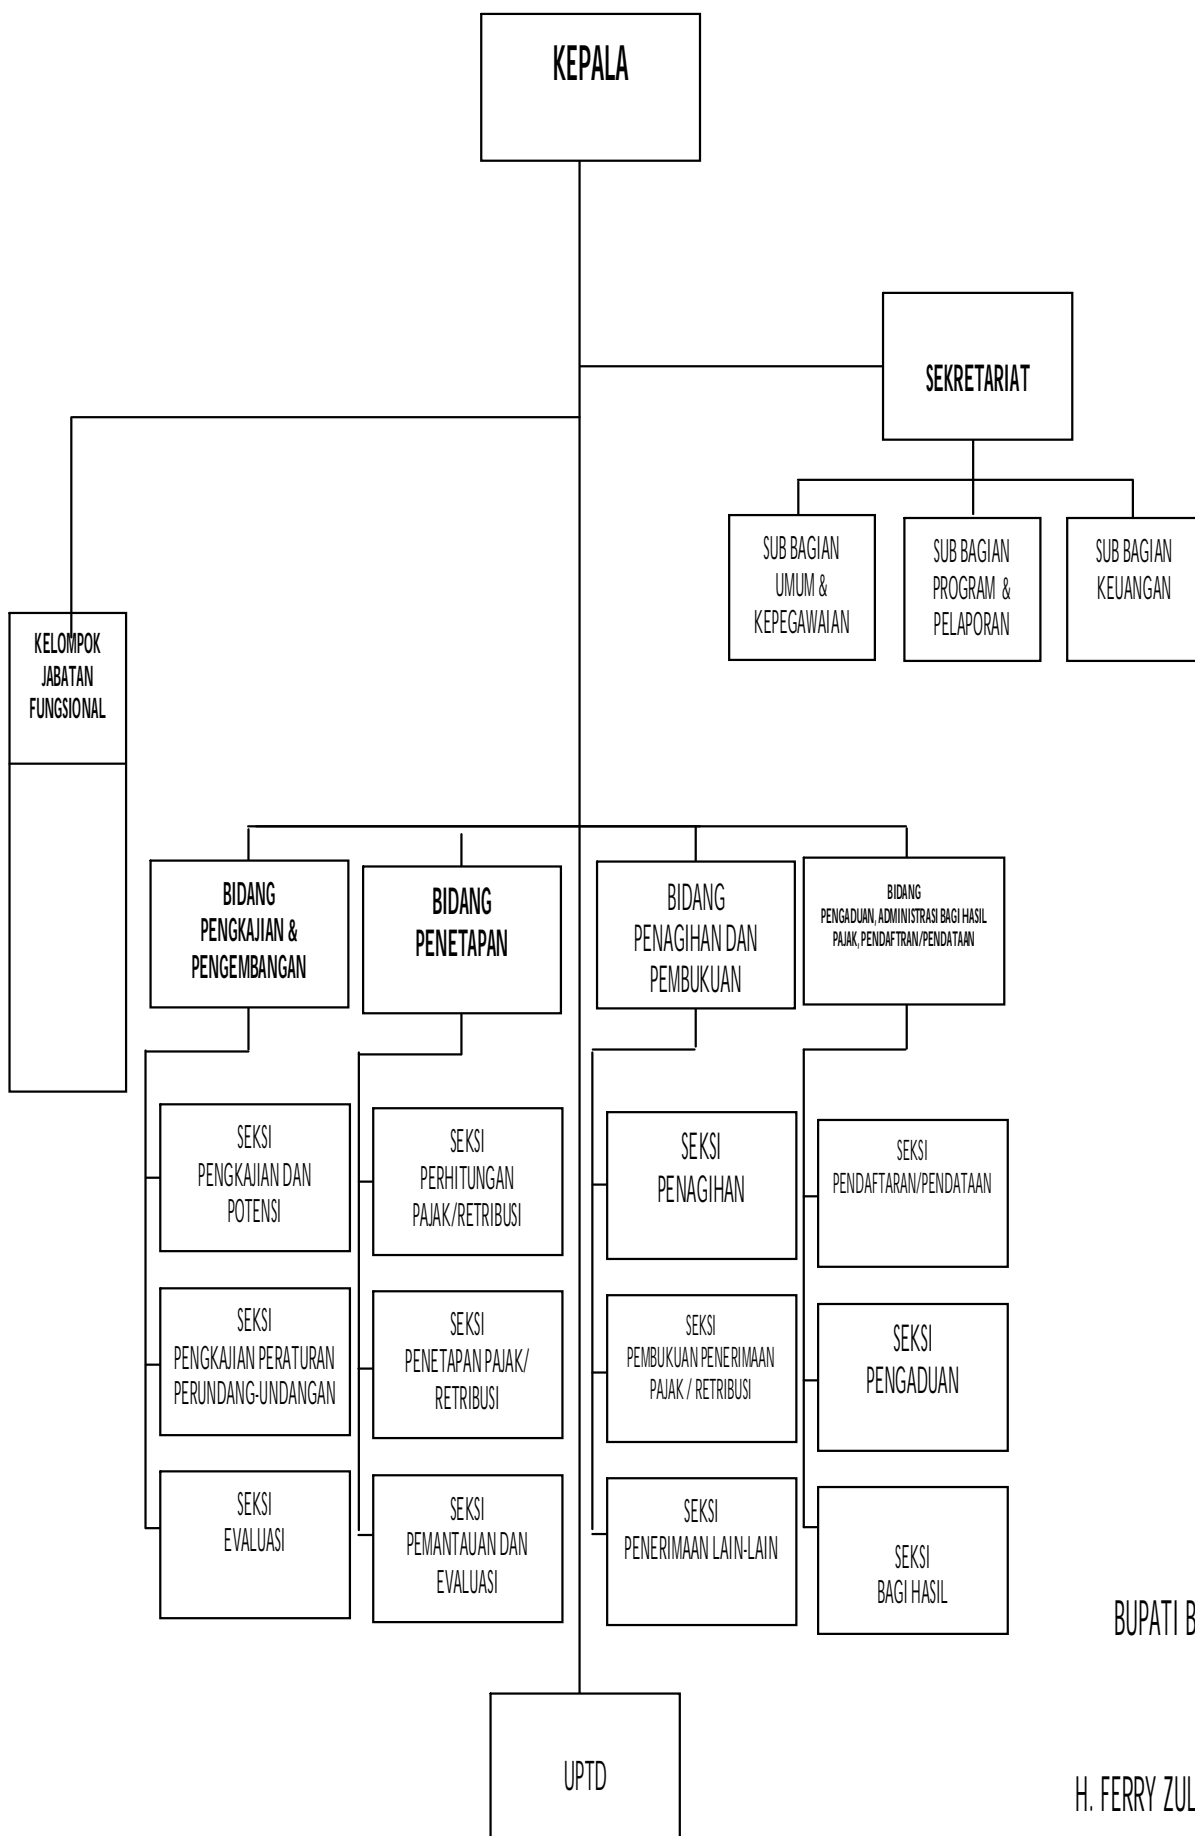 KEPALA
SEKRETARIAT
SUB BAGIAN
UMUM &
KEPEGAWAIAN
SUB BAGIAN
PROGRAM &
PELAPORAN
SUB BAGIAN
KEUANGAN
KELOMPOK
JABATAN
FUNGSIONAL
BIDANG
PENGKAJIAN &
PENGEMBANGAN
BIDANG
PENETAPAN
BIDANG
PENAGIHAN DAN
PEMBUKUAN
BIDANG
PENGADUAN, ADMINISTRASI BAGI HASIL
PAJAK, PENDAFTRAN/PENDATAAN
SEKSI
PENGKAJIAN DAN
POTENSI
SEKSI
PERHITUNGAN
PAJAK/RETRIBUSI
SEKSI
PENAGIHAN
SEKSI
PENDAFTARAN/PENDATAAN
SEKSI
PENGKAJIAN PERATURAN
PERUNDANG-UNDANGAN
SEKSI
PENETAPAN PAJAK/
RETRIBUSI
SEKSI
PEMBUKUAN PENERIMAAN
PAJAK / RETRIBUSI
SEKSI
PENGADUAN
SEKSI
EVALUASI
SEKSI
PEMANTAUAN DAN
EVALUASI
SEKSI
PENERIMAAN LAIN-LAIN
SEKSI
BAGI HASIL
BUPATI B
UPTD
H. FERRY ZUL